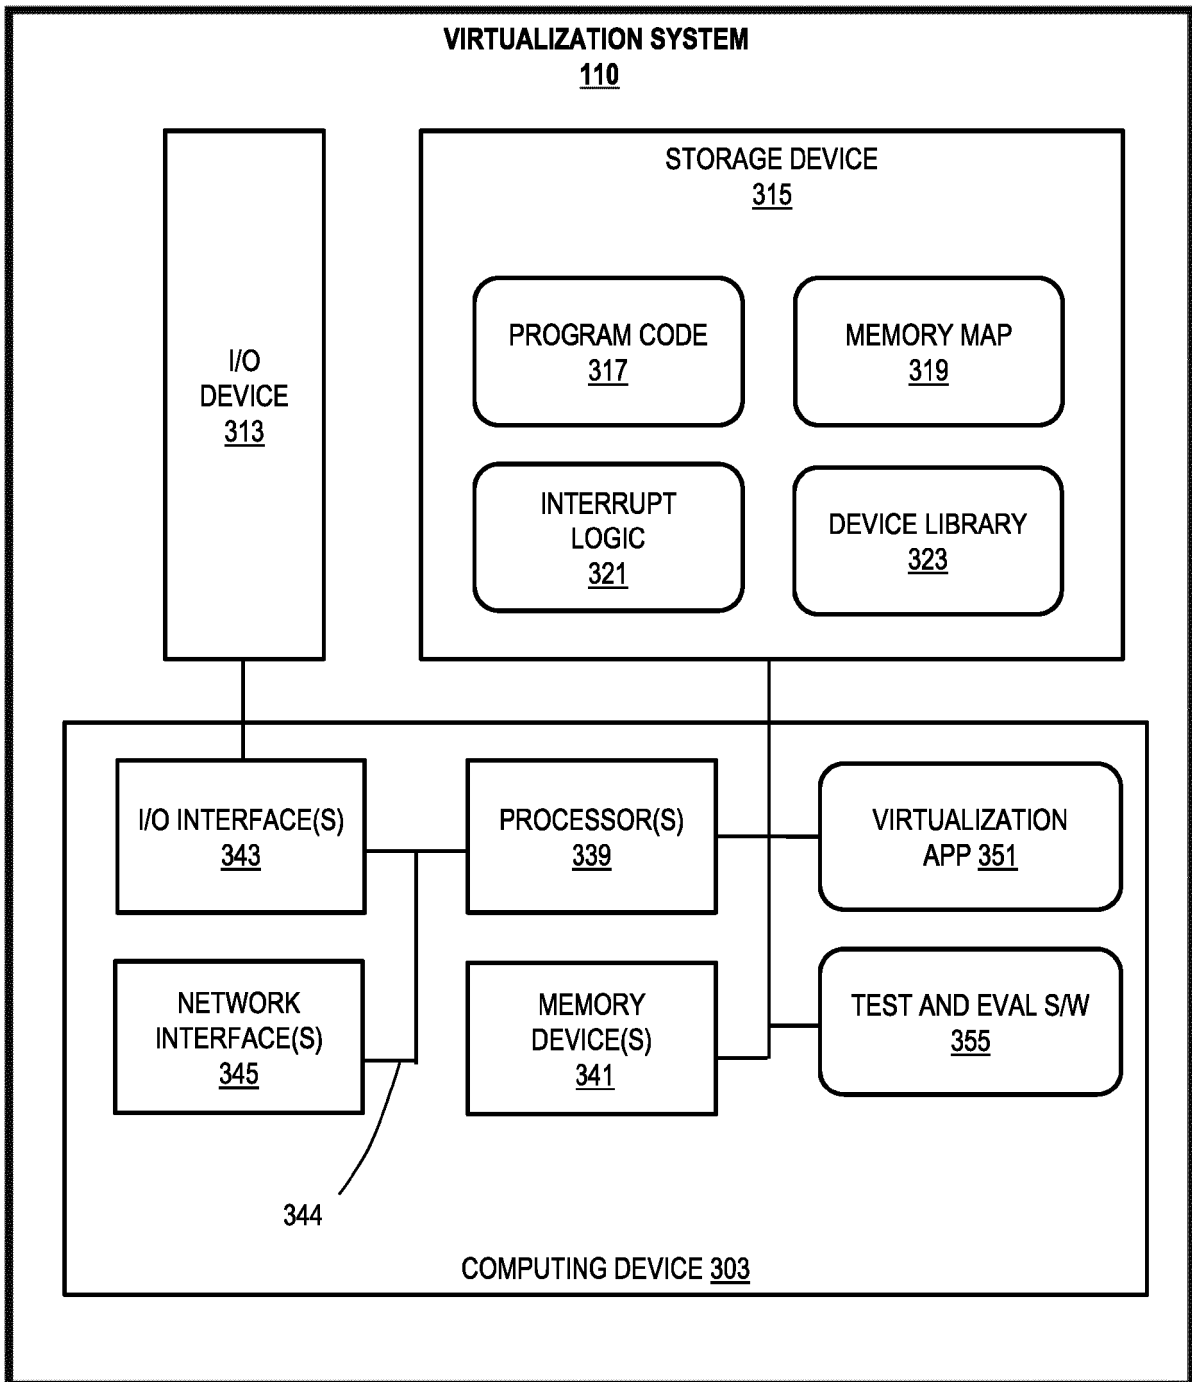 VIRTUALIZATION SYSTEM
110
I/O
DEVICE
313
STORAGE DEVICE
315
PROGRAM CODE
317
MEMORY MAP
319
INTERRUPT
LOGIC
321
DEVICE LIBRARY
323
I/O INTERFACE(S)
343
PROCESSOR(S)
339
VIRTUALIZATION
APP 351
NETWORK
INTERFACE(S)
345
MEMORY
DEVICE(S)
341
TEST AND EVAL S/W
355
344
COMPUTING DEVICE 303